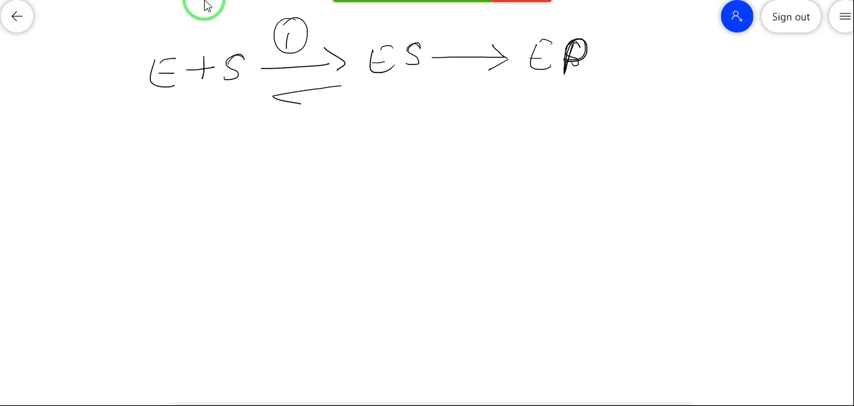 Sign out
①
E + S ⇌ ES → EP